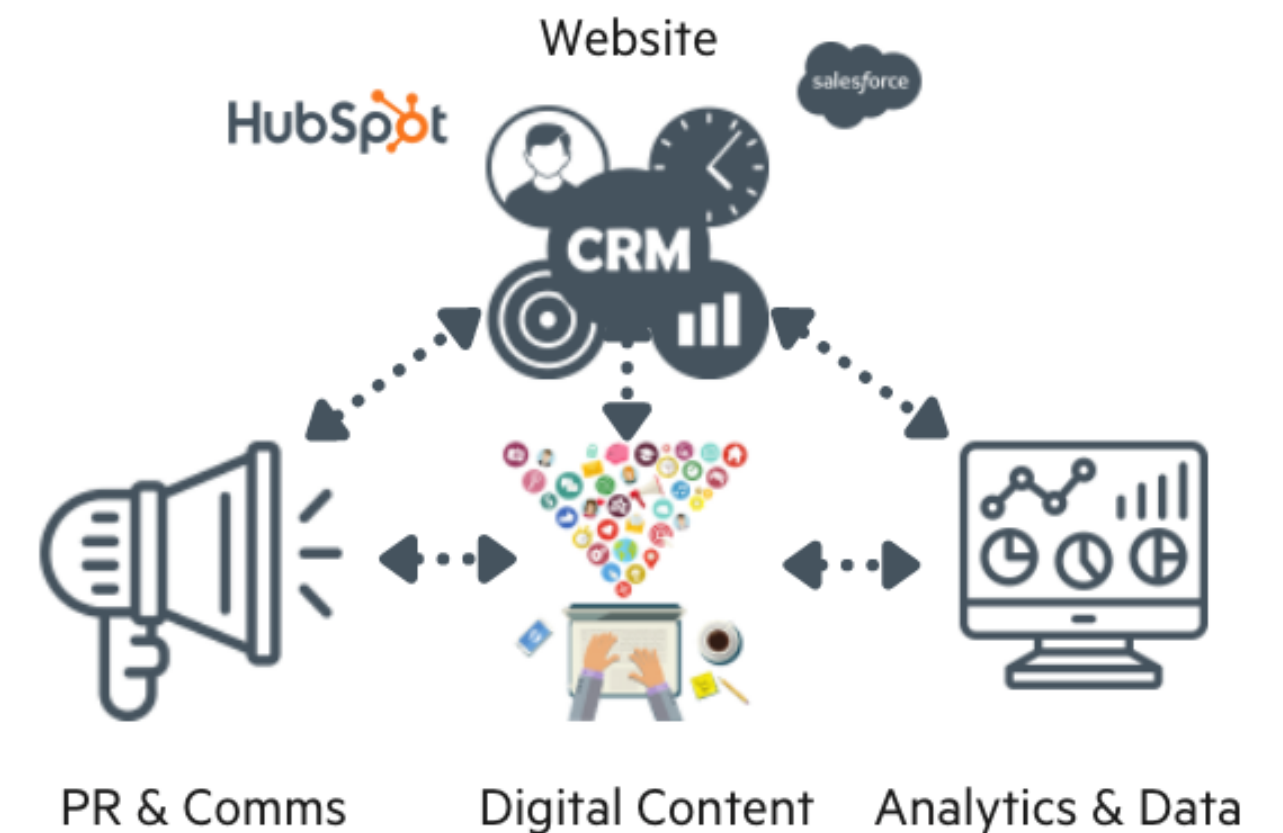 Website
HubSpot
salesforce
CRM
PR & Comms
Digital Content
Analytics & Data